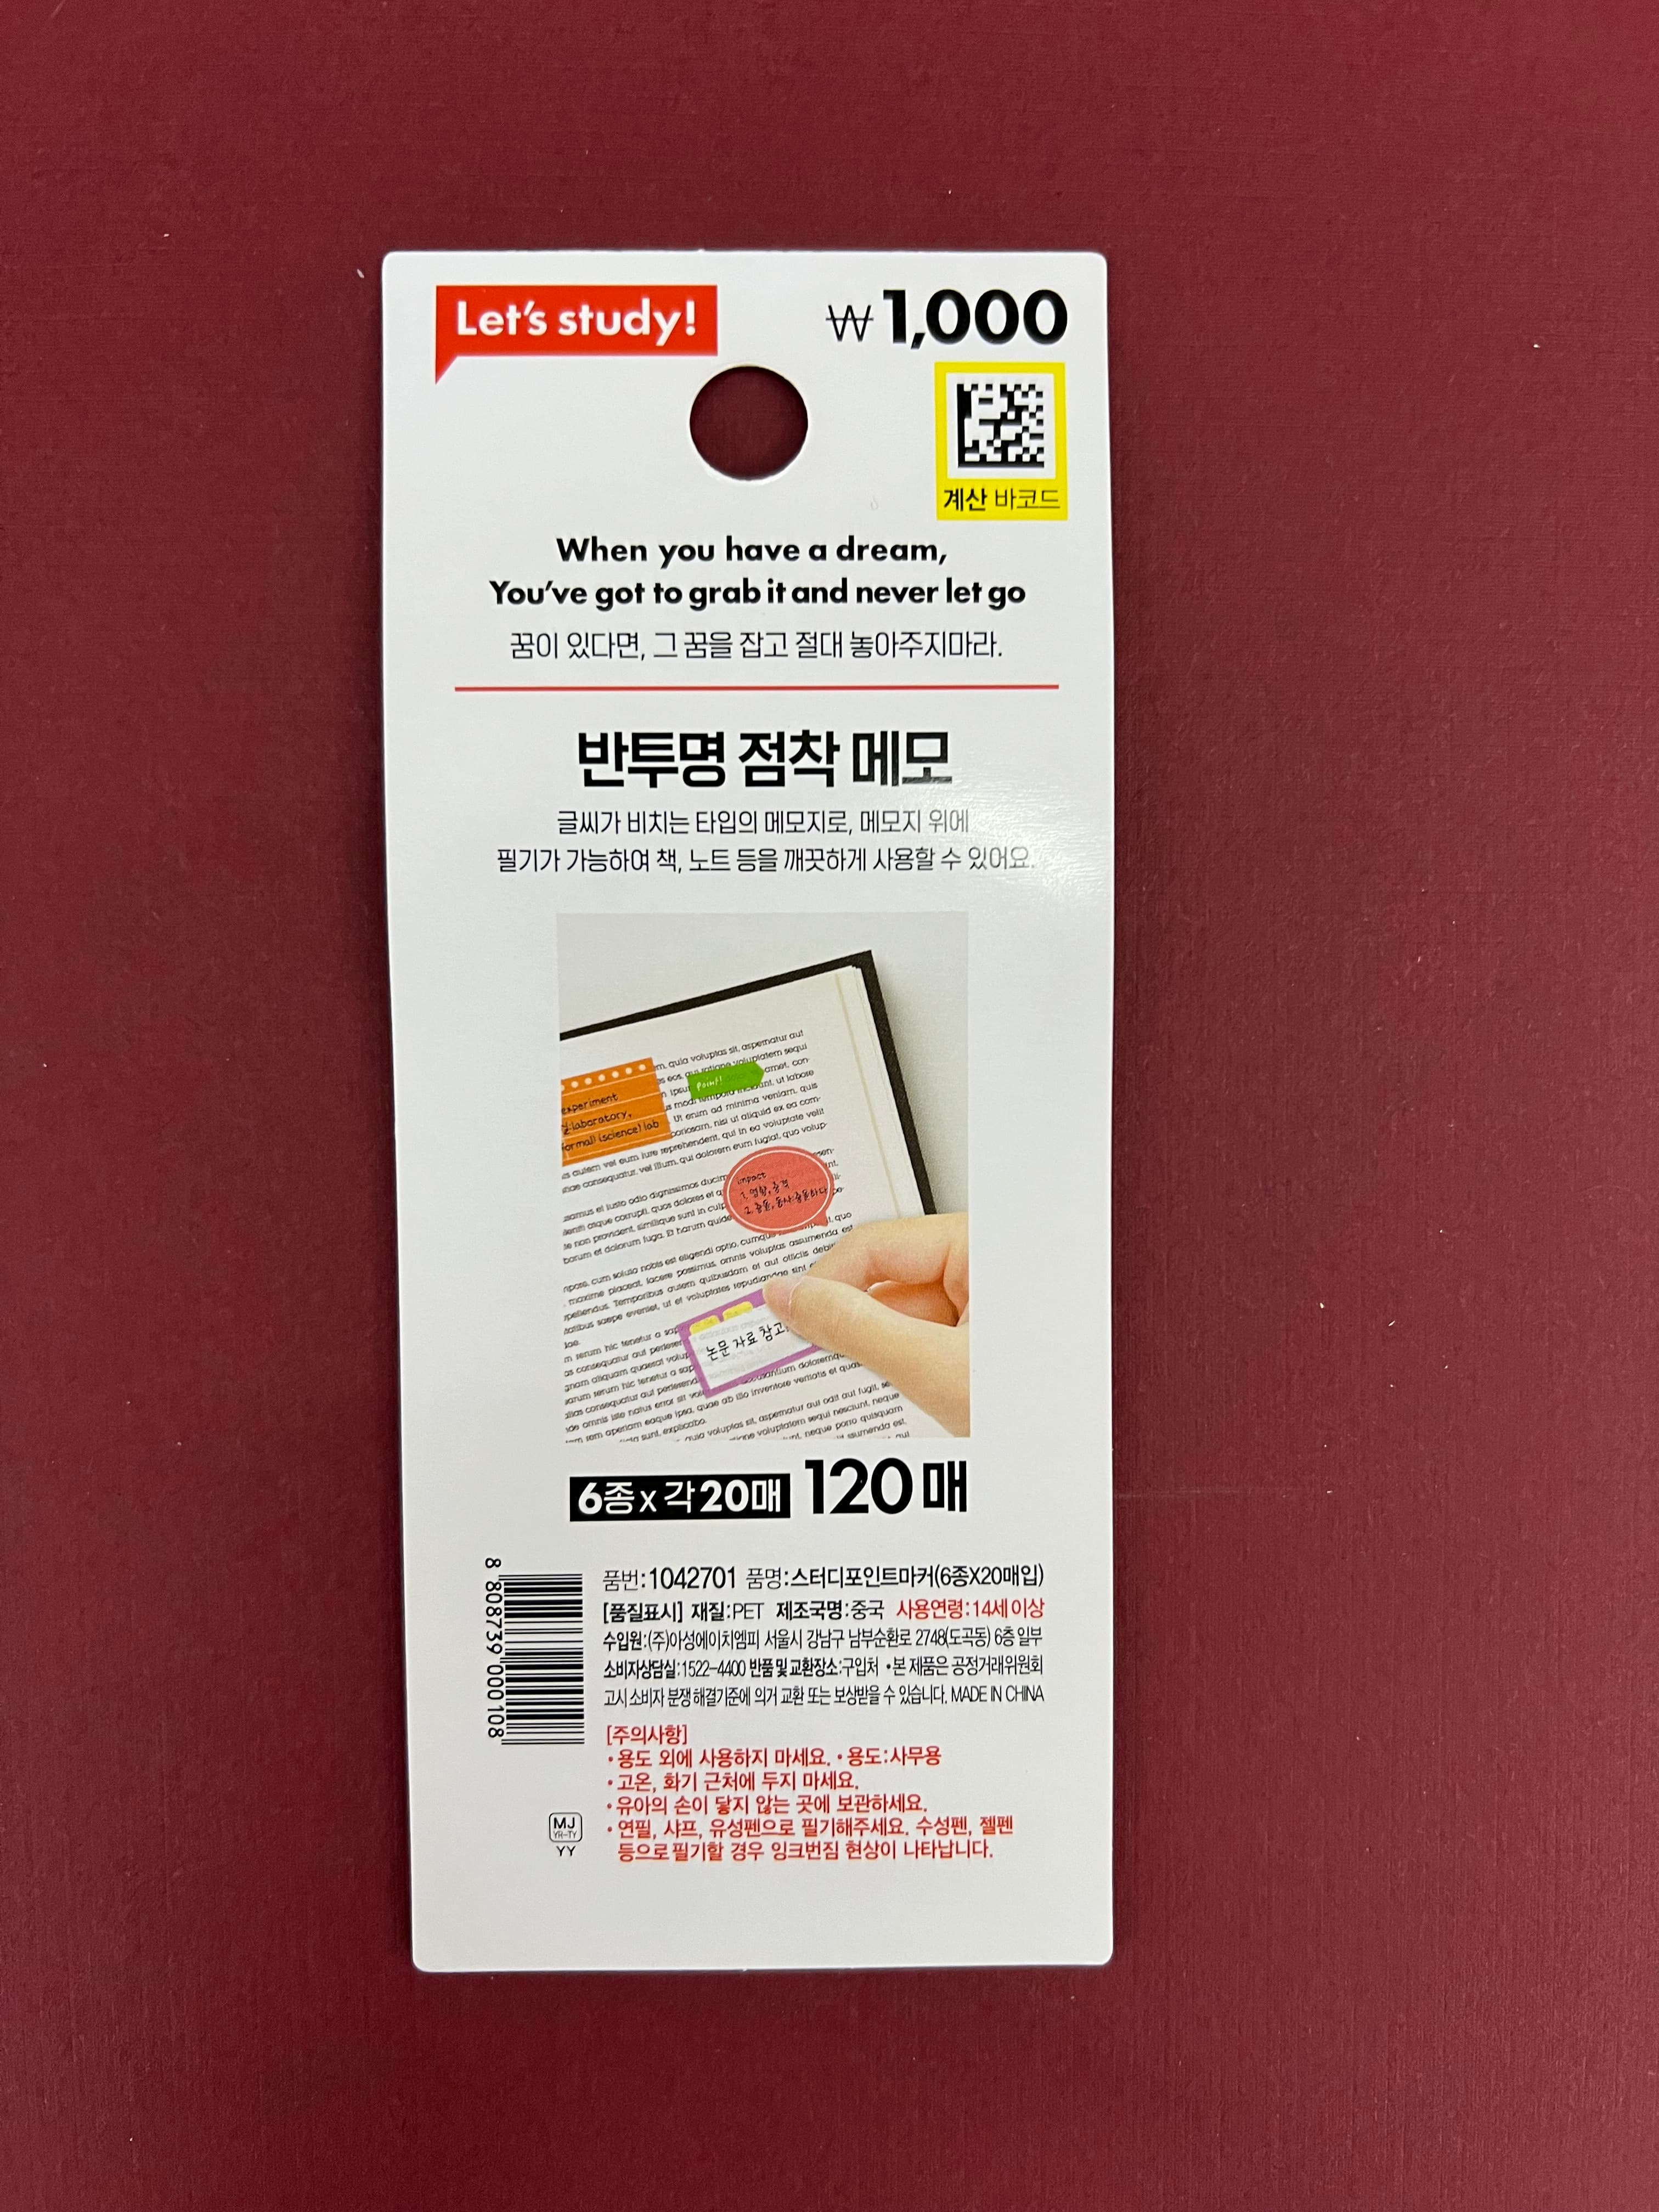 Let's study!
₩1,000
계산 바코드
When you have a dream,
You've got to grab it and never let go
꿈이 있다면, 그 꿈을 잡고 절대 놓아주지마라.
반투명 점착 메모
글씨가 비치는 타입의 메모지로, 메모지 위에
필기가 가능하여 책, 노트 등을 깨끗하게 사용할 수 있어요.
experiment
laboratory,
(science) lab
Point!
impact
1. 영향, 충격
논문 자료 참고
6종 x 각 20매 120매
8 808739 000108
품번:1042701 품명:스터디포인트마커(6종X20매입)
[품질표시] 재질:PET 제조국명:중국 사용연령:14세 이상
수입원:(주)아성에이치엠피 서울시 강남구 남부순환로 2748(도곡동) 6층 일부
소비자상담실:1522-4400 반품 및 교환장소:구입처 •본 제품은 공정거래위원회
고시 소비자 분쟁 해결기준에 의거 교환 또는 보상받을 수 있습니다. MADE IN CHINA
[주의사항]
•용도 외에 사용하지 마세요. •용도:사무용
•고온, 화기 근처에 두지 마세요.
•유아의 손이 닿지 않는 곳에 보관하세요.
•연필, 샤프, 유성펜으로 필기해주세요. 수성펜, 젤펜
등으로 필기할 경우 잉크번짐 현상이 나타납니다.
MJ
YR-TY
YY